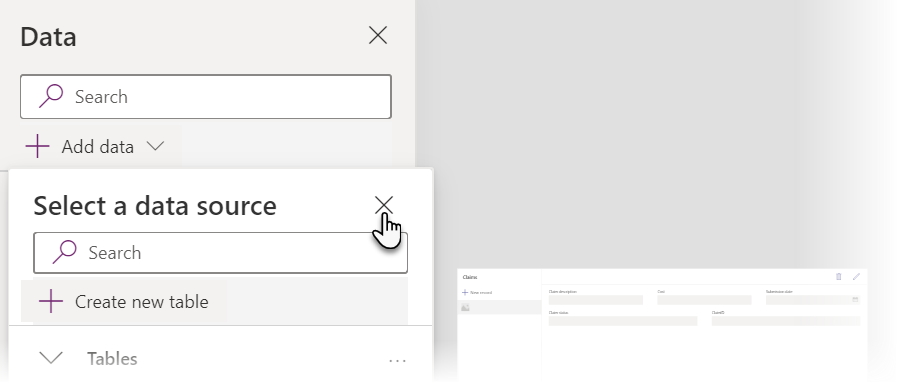 Data
Search
Add data
Select a data source
Search
Create new table
Tables
Claims
New record
Claim description
Cost
Submission date
Claim status
ClaimID